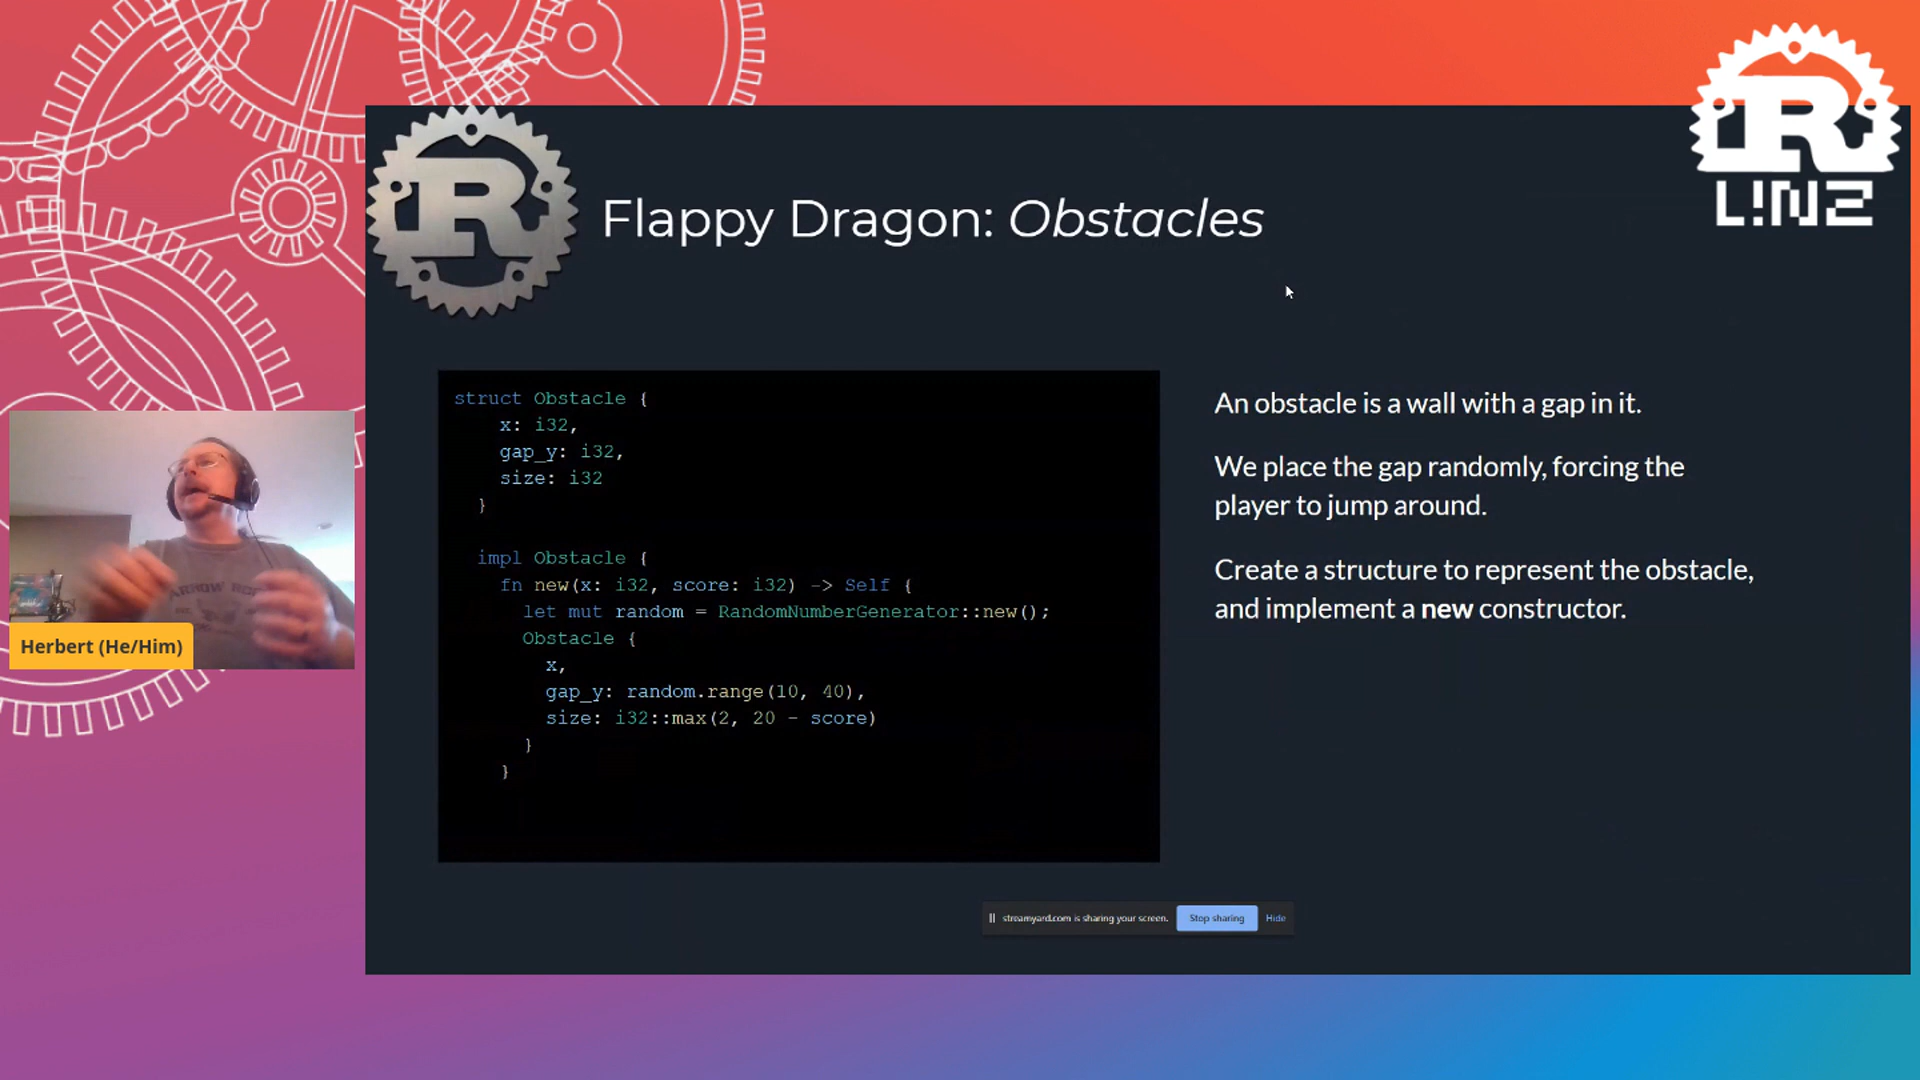 R
L!NZ
R
Flappy Dragon: Obstacles
struct Obstacle {
x: i32,
gap_y: i32,
size: i32
}
impl Obstacle {
fn new(x: i32, score: i32) -> Self {
let mut random = RandomNumberGenerator::new();
Obstacle {
x,
gap_y: random.range(10, 40),
size: i32::max(2, 20 - score)
}
}
An obstacle is a wall with a gap in it.
We place the gap randomly, forcing the
player to jump around.
Create a structure to represent the obstacle,
and implement a new constructor.
Herbert (He/Him)
streamyard.com is sharing your screen.
Stop sharing
Hide